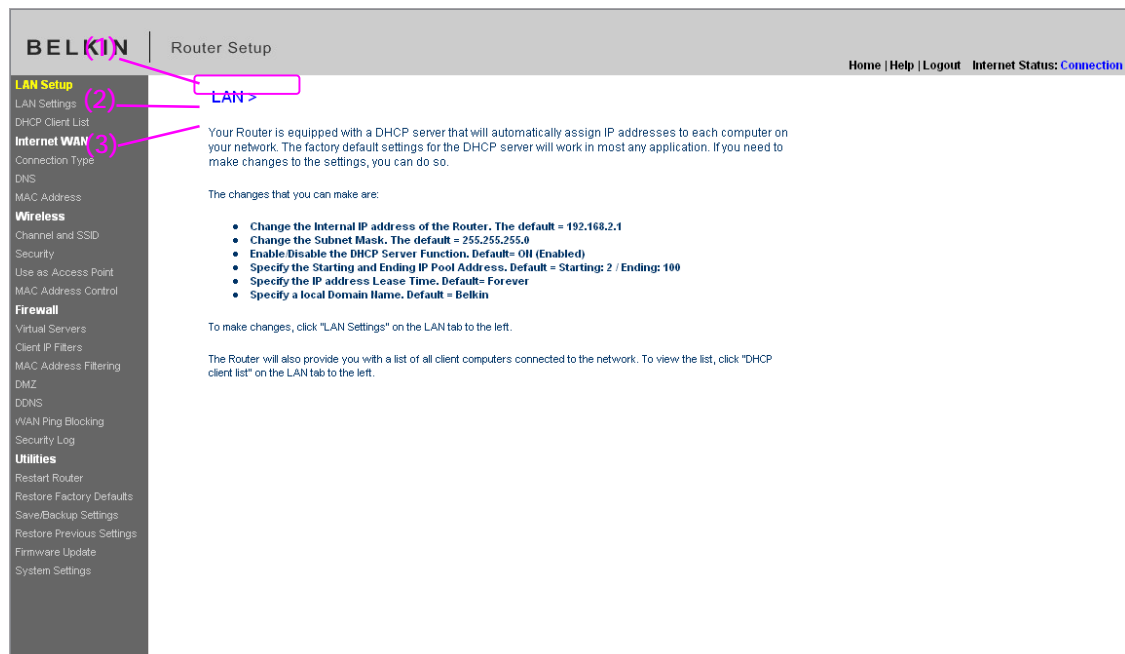 BELKIN
Router Setup
(1)
Home | Help | Logout Internet Status: Connection
LAN Setup
LAN Settings
(2)
DHCP Client List
Internet WAN
(3)
Connection Type
DNS
MAC Address
Wireless
Channel and SSID
Security
Use as Access Point
MAC Address Control
Firewall
Virtual Servers
Client IP Filters
MAC Address Filtering
DMZ
DDNS
WAN Ping Blocking
Security Log
Utilities
Restart Router
Restore Factory Defaults
Save/Backup Settings
Restore Previous Settings
Firmware Update
System Settings
LAN >
Your Router is equipped with a DHCP server that will automatically assign IP addresses to each computer on
your network. The factory default settings for the DHCP server will work in most any application. If you need to
make changes to the settings, you can do so.
The changes that you can make are:
• Change the Internal IP address of the Router. The default = 192.168.2.1
• Change the Subnet Mask. The default = 255.255.255.0
• Enable/Disable the DHCP Server Function. Default= ON (Enabled)
• Specify the Starting and Ending IP Pool Address. Default = Starting: 2 / Ending: 100
• Specify the IP address Lease Time. Default= Forever
• Specify a local Domain Name. Default = Belkin
To make changes, click "LAN Settings" on the LAN tab to the left.
The Router will also provide you with a list of all client computers connected to the network. To view the list, click "DHCP
client list" on the LAN tab to the left.